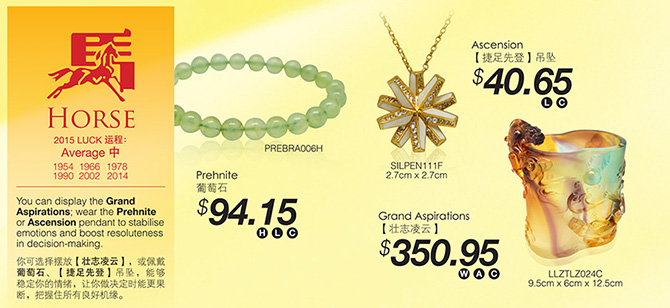 馬
HORSE
2015 LUCK 运程:
Average 中
1954 1966 1978
1990 2002 2014
You can display the Grand
Aspirations; wear the Prehnite
or Ascension pendant to stabilise
emotions and boost resoluteness
in decision-making.
你可选择摆放【壮志凌云】, 或佩戴
葡萄石、【捷足先登】吊坠, 能够
稳定你的情绪, 让你做决定时能更果
断, 把握住所有良好机缘。
PREBRA006H
Prehnite
葡萄石
$94.15
H L C
SILPEN111F
2.7cm x 2.7cm
Ascension
【捷足先登】吊坠
$40.65
L C
Grand Aspirations
【壮志凌云】
$350.95
W A C
LLZTLZ024C
9.5cm x 6cm x 12.5cm